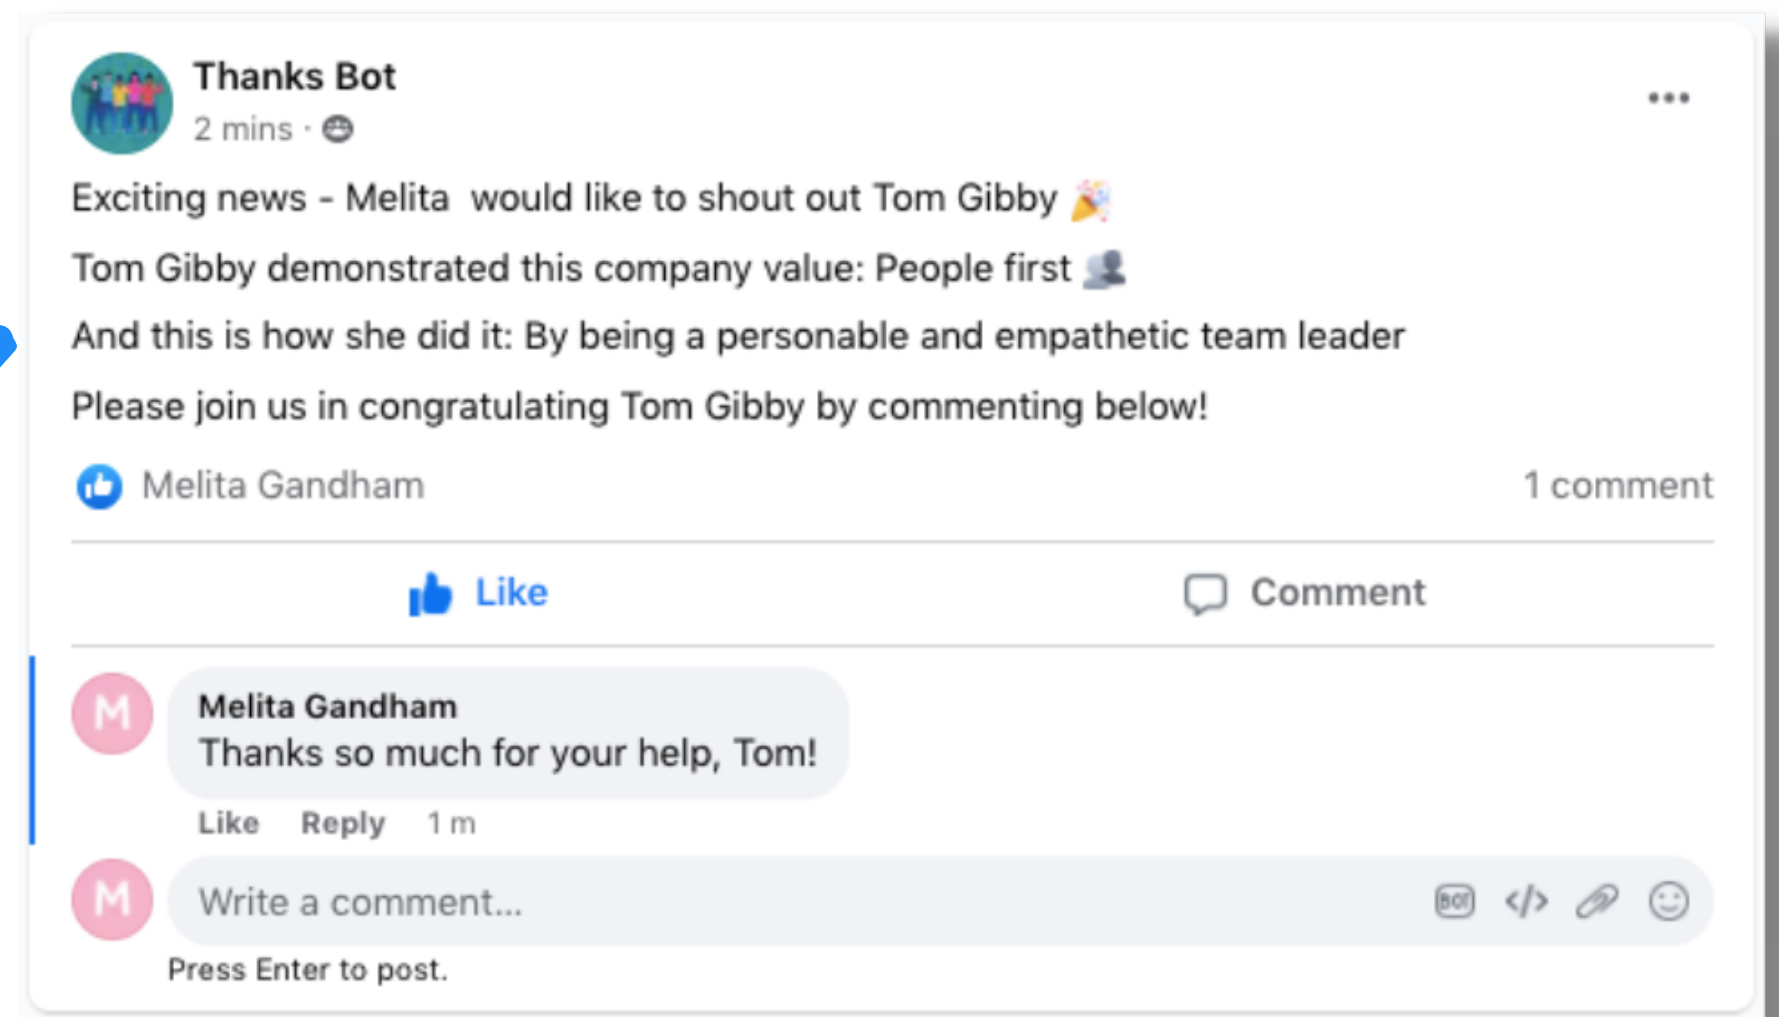 Thanks Bot
2 mins ·
Exciting news - Melita  would like to shout out Tom Gibby 🎉
Tom Gibby demonstrated this company value: People first 👥
And this is how she did it: By being a personable and empathetic team leader
Please join us in congratulating Tom Gibby by commenting below!
Melita Gandham 1 comment
Like Comment
M
Melita Gandham
Thanks so much for your help, Tom!
Like Reply 1 m
M
Write a comment... BOT </>
Press Enter to post.